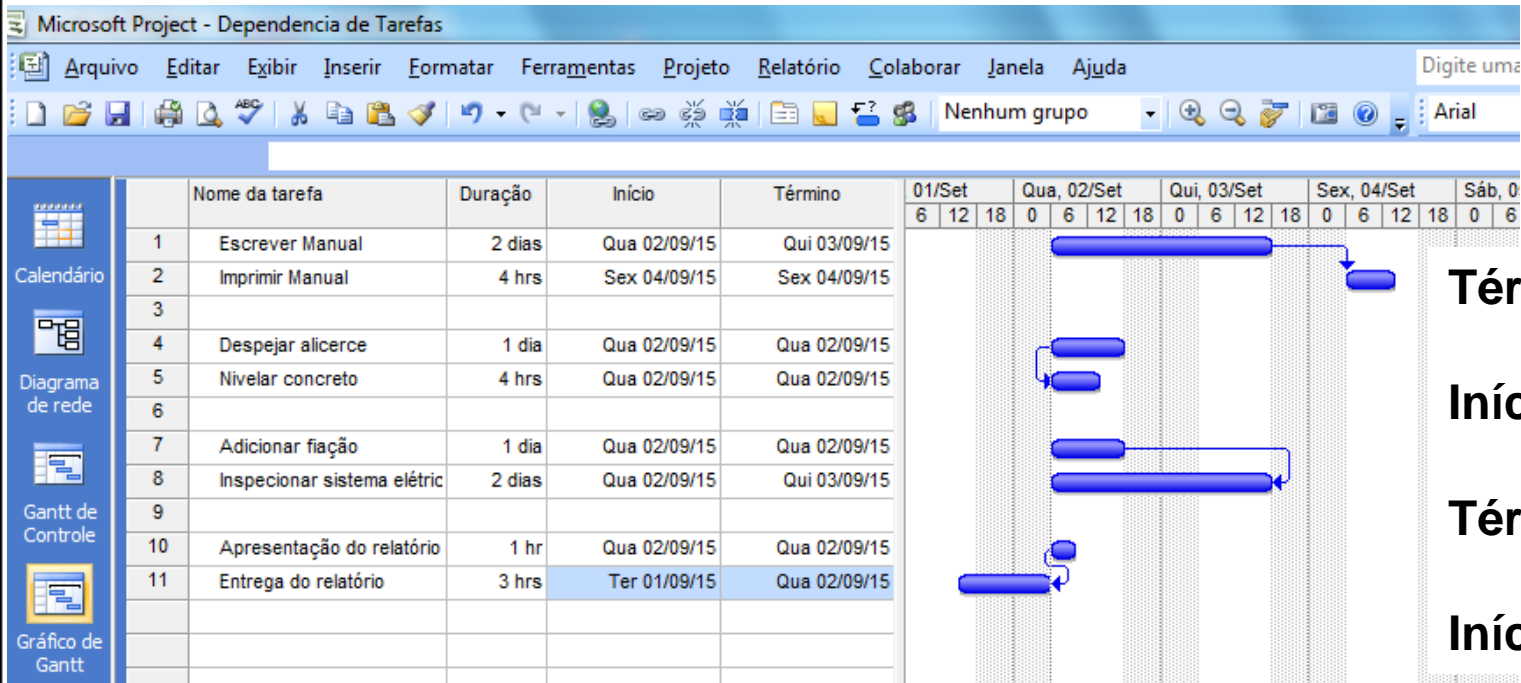 Microsoft Project - Dependencia de Tarefas
Arquivo Editar Exibir Inserir Formatar Ferramentas Projeto Relatório Colaborar Janela Ajuda Digite uma
Nenhum grupo Arial
Nome da tarefa Duração Início Término 01/Set Qua, 02/Set Qui, 03/Set Sex, 04/Set Sáb, 0
6 12 18 0 6 12 18 0 6 12 18 0 6 12 18 0 6
1 Escrever Manual 2 dias Qua 02/09/15 Qui 03/09/15
Calendário 2 Imprimir Manual 4 hrs Sex 04/09/15 Sex 04/09/15 Tér
3
4 Despejar alicerce 1 dia Qua 02/09/15 Qua 02/09/15
Diagrama de rede 5 Nivelar concreto 4 hrs Qua 02/09/15 Qua 02/09/15
6 Iníc
7 Adicionar fiação 1 dia Qua 02/09/15 Qua 02/09/15
8 Inspecionar sistema elétric 2 dias Qua 02/09/15 Qui 03/09/15
Gantt de Controle 9 Tér
10 Apresentação do relatório 1 hr Qua 02/09/15 Qua 02/09/15
11 Entrega do relatório 3 hrs Ter 01/09/15 Qua 02/09/15
Gráfico de Gantt Iníc